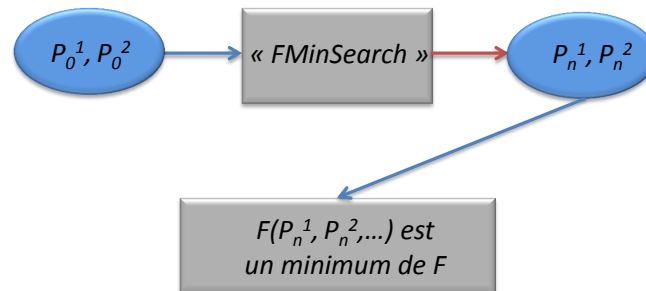 P₀¹, P₀²
« FMinSearch »
Pₙ¹, Pₙ²
F(Pₙ¹, Pₙ²,…) est
un minimum de F